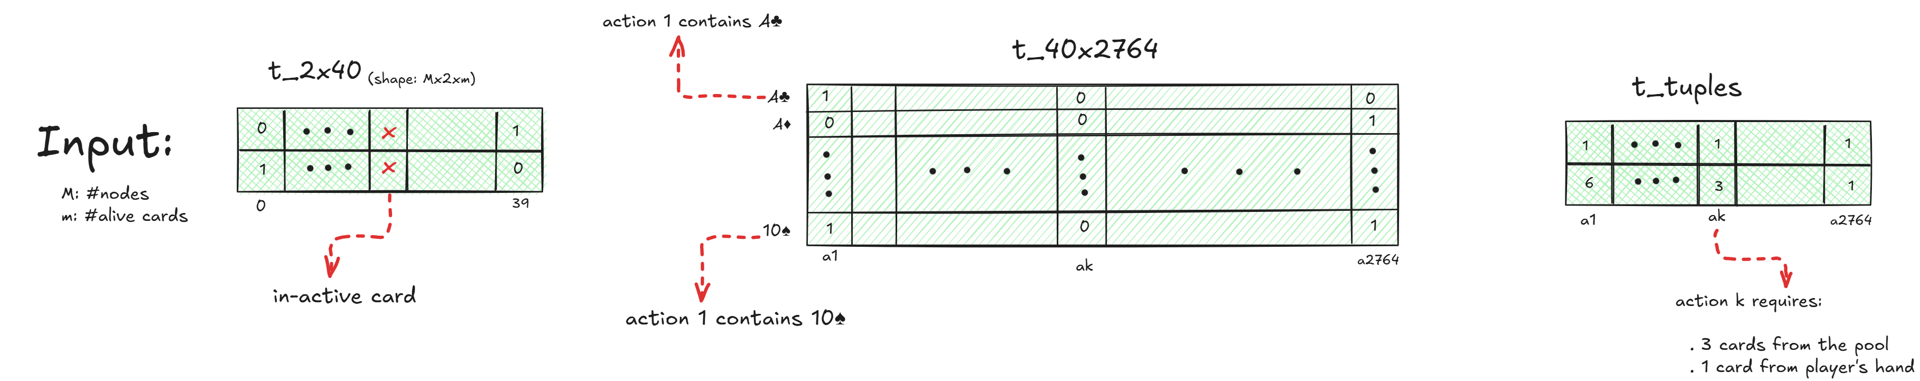 Input:
M: #nodes
m: #alive cards
t_2x40 (shape: Mx2xm)
0 × 1
1 × 0
0 39
in-active card
action 1 contains A♣
t_40x2764
A♣ 1 0 0
A♦ 0 0 1
10♠ 1 0 1
a1 ak a2764
action 1 contains 10♠
t_tuples
1 1 1
6 3 1
a1 ak a2764
action k requires:
. 3 cards from the pool
. 1 card from player's hand